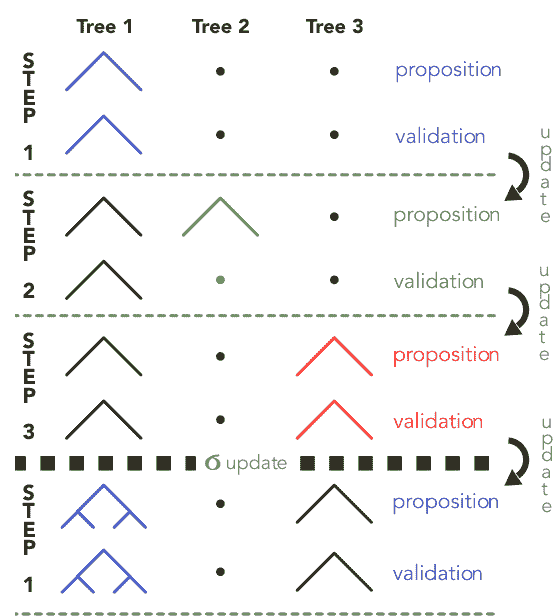 Tree 1 Tree 2 Tree 3
STEP 1
proposition
validation
update
STEP 2
proposition
validation
update
STEP 3
proposition
validation
update
σ update
STEP 1
proposition
validation